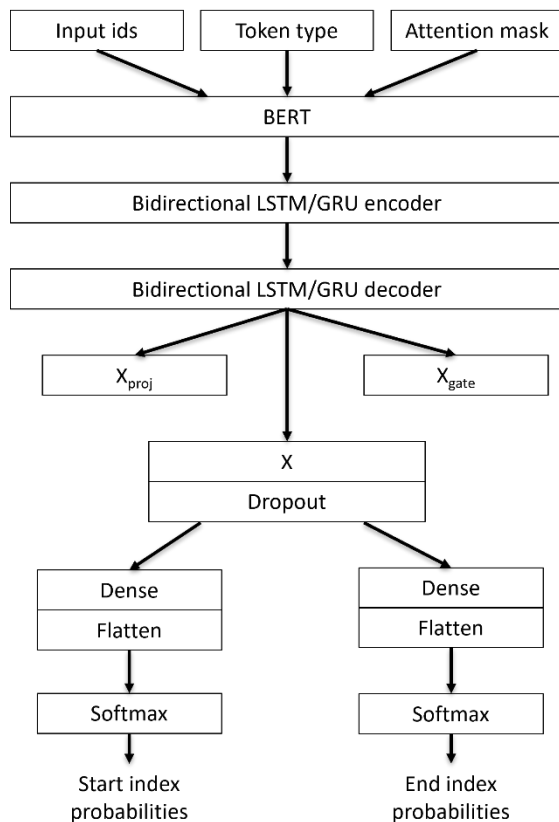 Input ids
Token type
Attention mask
BERT
Bidirectional LSTM/GRU encoder
Bidirectional LSTM/GRU decoder
Xproj
Xgate
X
Dropout
Dense
Flatten
Dense
Flatten
Softmax
Softmax
Start index
probabilities
End index
probabilities